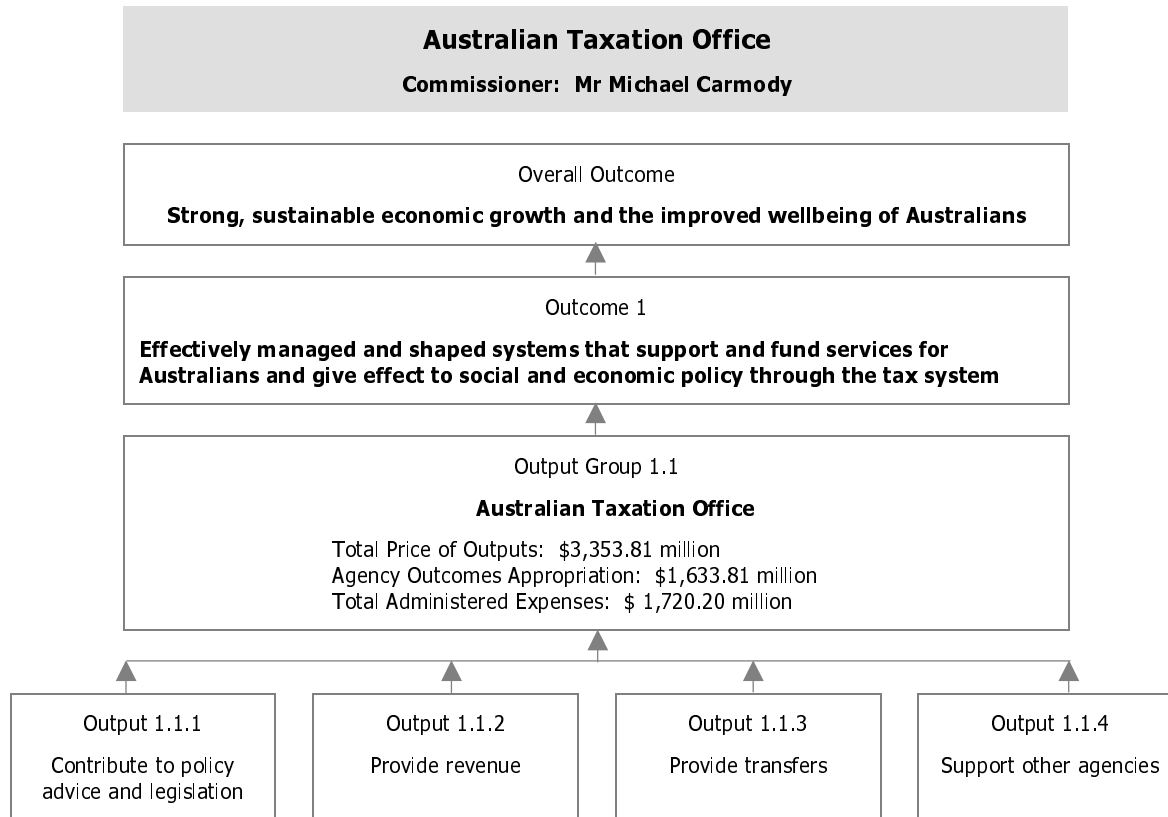 Australian Taxation Office
Commissioner:  Mr Michael Carmody
Overall Outcome
Strong, sustainable economic growth and the improved wellbeing of Australians
Outcome 1
Effectively managed and shaped systems that support and fund services for
Australians and give effect to social and economic policy through the tax system
Output Group 1.1
Australian Taxation Office
Total Price of Outputs:  $3,353.81 million
Agency Outcomes Appropriation:  $1,633.81 million
Total Administered Expenses:  $ 1,720.20 million
Output 1.1.1
Contribute to policy
advice and legislation
Output 1.1.2
Provide revenue
Output 1.1.3
Provide transfers
Output 1.1.4
Support other agencies